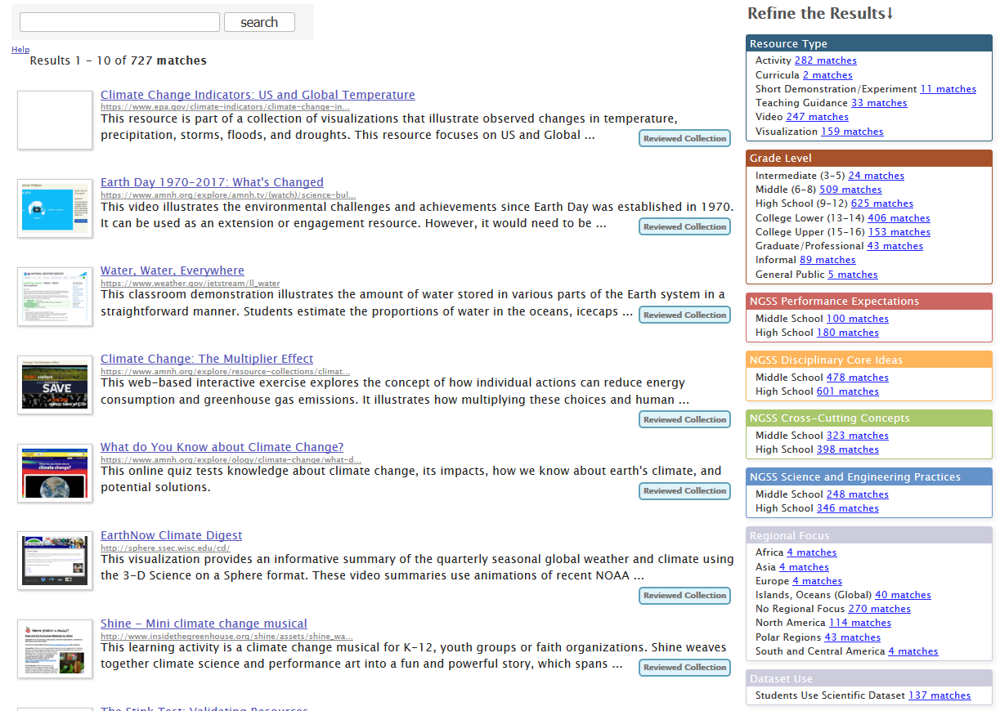 search
Help
Results 1 - 10 of 727 matches
Climate Change Indicators: US and Global Temperature
https://www.epa.gov/climate-indicators/climate-change-in...
This resource is part of a collection of visualizations that illustrate observed changes in temperature,
precipitation, storms, floods, and droughts. This resource focuses on US and Global ...
Reviewed Collection
Earth Day 1970-2017: What's Changed
https://www.amnh.org/explore/amnh.tv/(watch)/science-bul...
This video illustrates the environmental challenges and achievements since Earth Day was established in 1970.
It can be used as an extension or engagement resource. However, it would need to be ...
Reviewed Collection
Water, Water, Everywhere
https://www.weather.gov/jetstream/ll_water
This classroom demonstration illustrates the amount of water stored in various parts of the Earth system in a
straightforward manner. Students estimate the proportions of water in the oceans, icecaps ...
Reviewed Collection
Climate Change: The Multiplier Effect
https://www.amnh.org/explore/resource-collections/climat...
This web-based interactive exercise explores the concept of how individual actions can reduce energy
consumption and greenhouse gas emissions. It illustrates how multiplying these choices and human ...
Reviewed Collection
SAVE
What do You Know about Climate Change?
https://www.amnh.org/explore/ology/climate-change/what-d...
This online quiz tests knowledge about climate change, its impacts, how we know about earth's climate, and
potential solutions.
Reviewed Collection
climate change?
EarthNow Climate Digest
http://sphere.ssec.wisc.edu/cd/
This visualization provides an informative summary of the quarterly seasonal global weather and climate using
the 3-D Science on a Sphere format. These video summaries use animations of recent NOAA ...
Reviewed Collection
Shine - Mini climate change musical
http://www.insidethegreenhouse.org/shine/assets/shine_wa...
This learning activity is a climate change musical for K-12, youth groups or faith organizations. Shine weaves
together climate science and performance art into a fun and powerful story, which spans ...
Reviewed Collection
The Stink Test: Validating Resources
Refine the Results↓
Resource Type
Activity 282 matches
Curricula 2 matches
Short Demonstration/Experiment 11 matches
Teaching Guidance 33 matches
Video 247 matches
Visualization 159 matches
Grade Level
Intermediate (3-5) 24 matches
Middle (6-8) 509 matches
High School (9-12) 625 matches
College Lower (13-14) 406 matches
College Upper (15-16) 153 matches
Graduate/Professional 43 matches
Informal 89 matches
General Public 5 matches
NGSS Performance Expectations
Middle School 100 matches
High School 180 matches
NGSS Disciplinary Core Ideas
Middle School 478 matches
High School 601 matches
NGSS Cross-Cutting Concepts
Middle School 323 matches
High School 398 matches
NGSS Science and Engineering Practices
Middle School 248 matches
High School 346 matches
Regional Focus
Africa 4 matches
Asia 4 matches
Europe 4 matches
Islands, Oceans (Global) 40 matches
No Regional Focus 270 matches
North America 114 matches
Polar Regions 43 matches
South and Central America 4 matches
Dataset Use
Students Use Scientific Dataset 137 matches